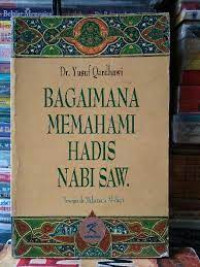 Dr. Yusuf Qardhawi
BAGAIMANA
MEMAHAMI
HADIS
NABI SAW.